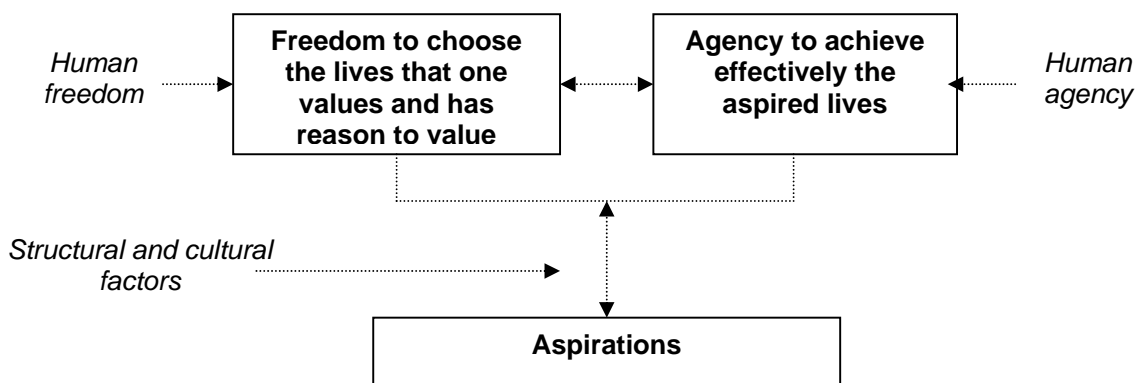 Human
freedom
Freedom to choose
the lives that one
values and has
reason to value
Agency to achieve
effectively the
aspired lives
Human
agency
Structural and cultural
factors
Aspirations